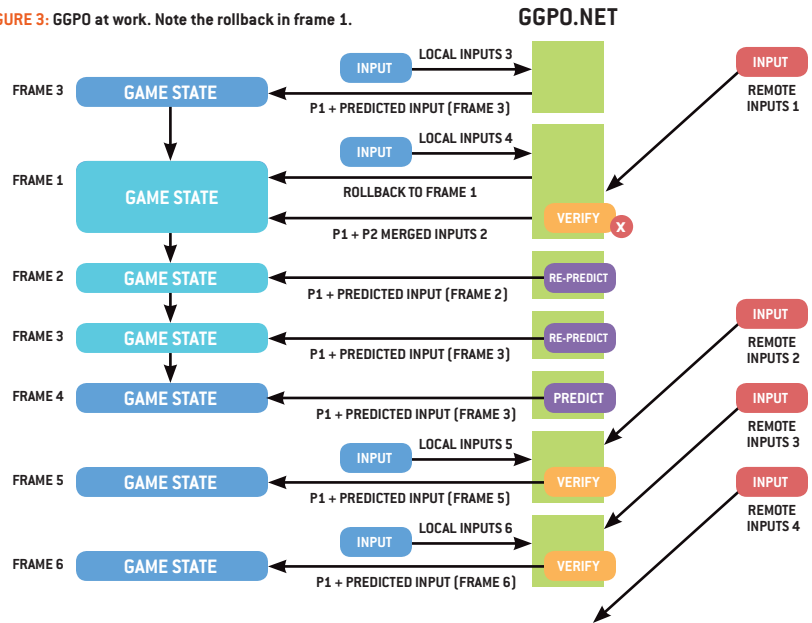 GURE 3: GGPO at work. Note the rollback in frame 1.
GGPO.NET
LOCAL INPUTS 3
INPUT
INPUT
FRAME 3
GAME STATE
REMOTE
INPUTS 1
P1 + PREDICTED INPUT (FRAME 3)
LOCAL INPUTS 4
INPUT
FRAME 1
GAME STATE
ROLLBACK TO FRAME 1
VERIFY
X
P1 + P2 MERGED INPUTS 2
FRAME 2
GAME STATE
RE-PREDICT
P1 + PREDICTED INPUT (FRAME 2)
INPUT
FRAME 3
GAME STATE
RE-PREDICT
REMOTE
INPUTS 2
P1 + PREDICTED INPUT (FRAME 3)
FRAME 4
GAME STATE
PREDICT
INPUT
P1 + PREDICTED INPUT (FRAME 3)
REMOTE
INPUTS 3
LOCAL INPUTS 5
INPUT
FRAME 5
GAME STATE
VERIFY
INPUT
P1 + PREDICTED INPUT (FRAME 5)
REMOTE
INPUTS 4
LOCAL INPUTS 6
INPUT
FRAME 6
GAME STATE
VERIFY
P1 + PREDICTED INPUT (FRAME 6)